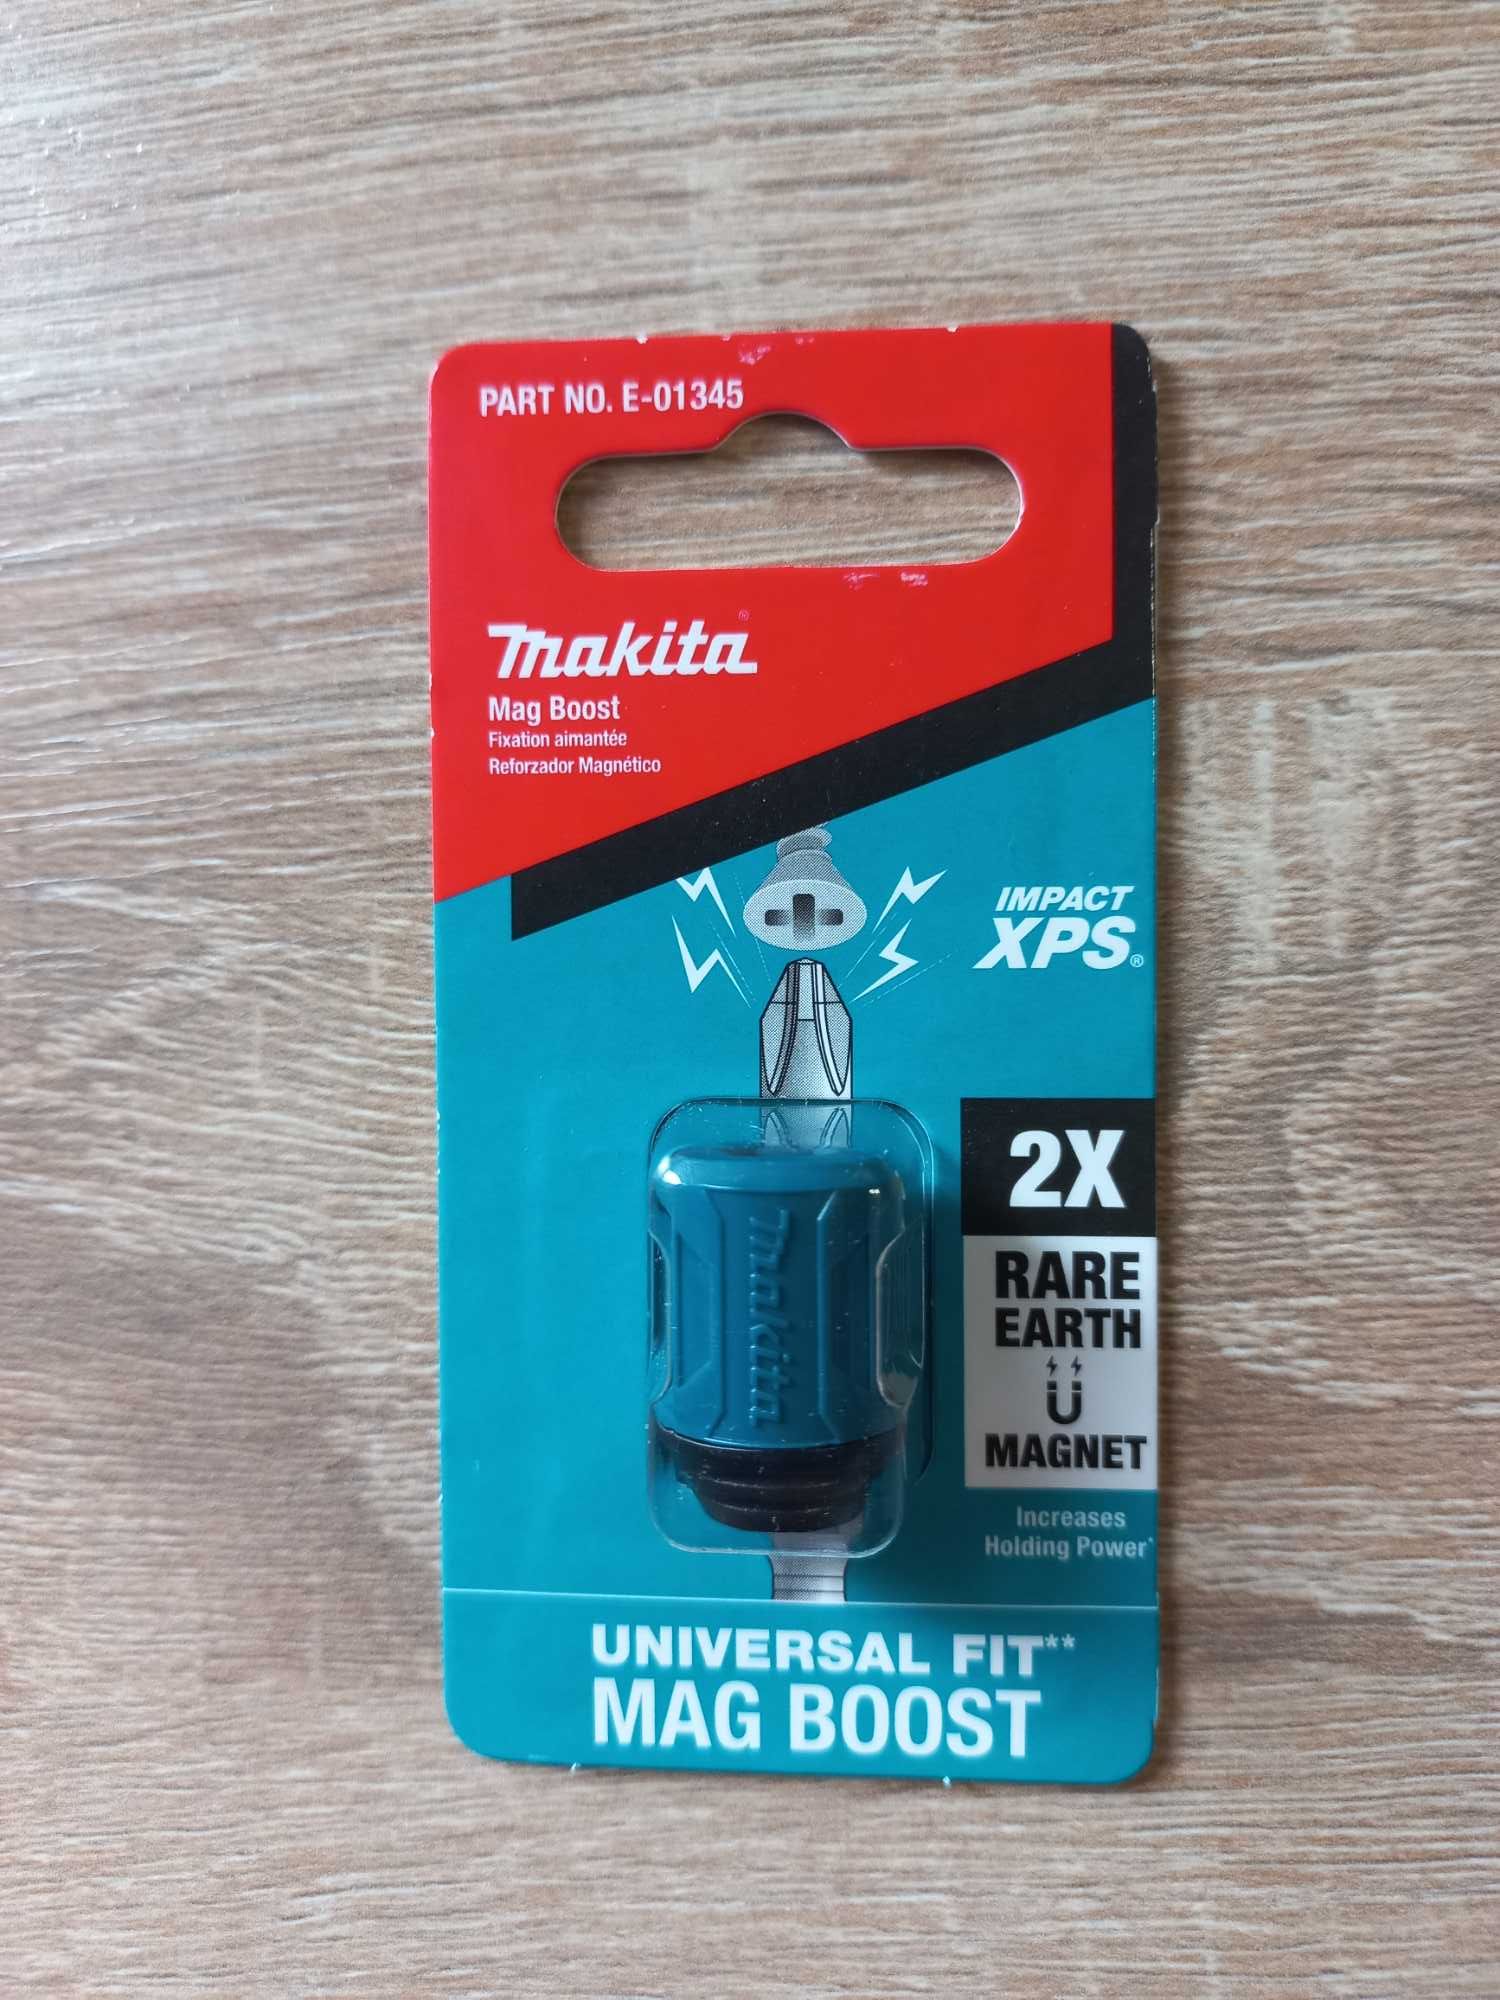 PART NO. E-01345
makita®
Mag Boost
Fixation aimantée
Reforzador Magnético
IMPACT
XPS®
2X
RARE
EARTH
MAGNET
Increases
Holding Power*
makita
UNIVERSAL FIT**
MAG BOOST